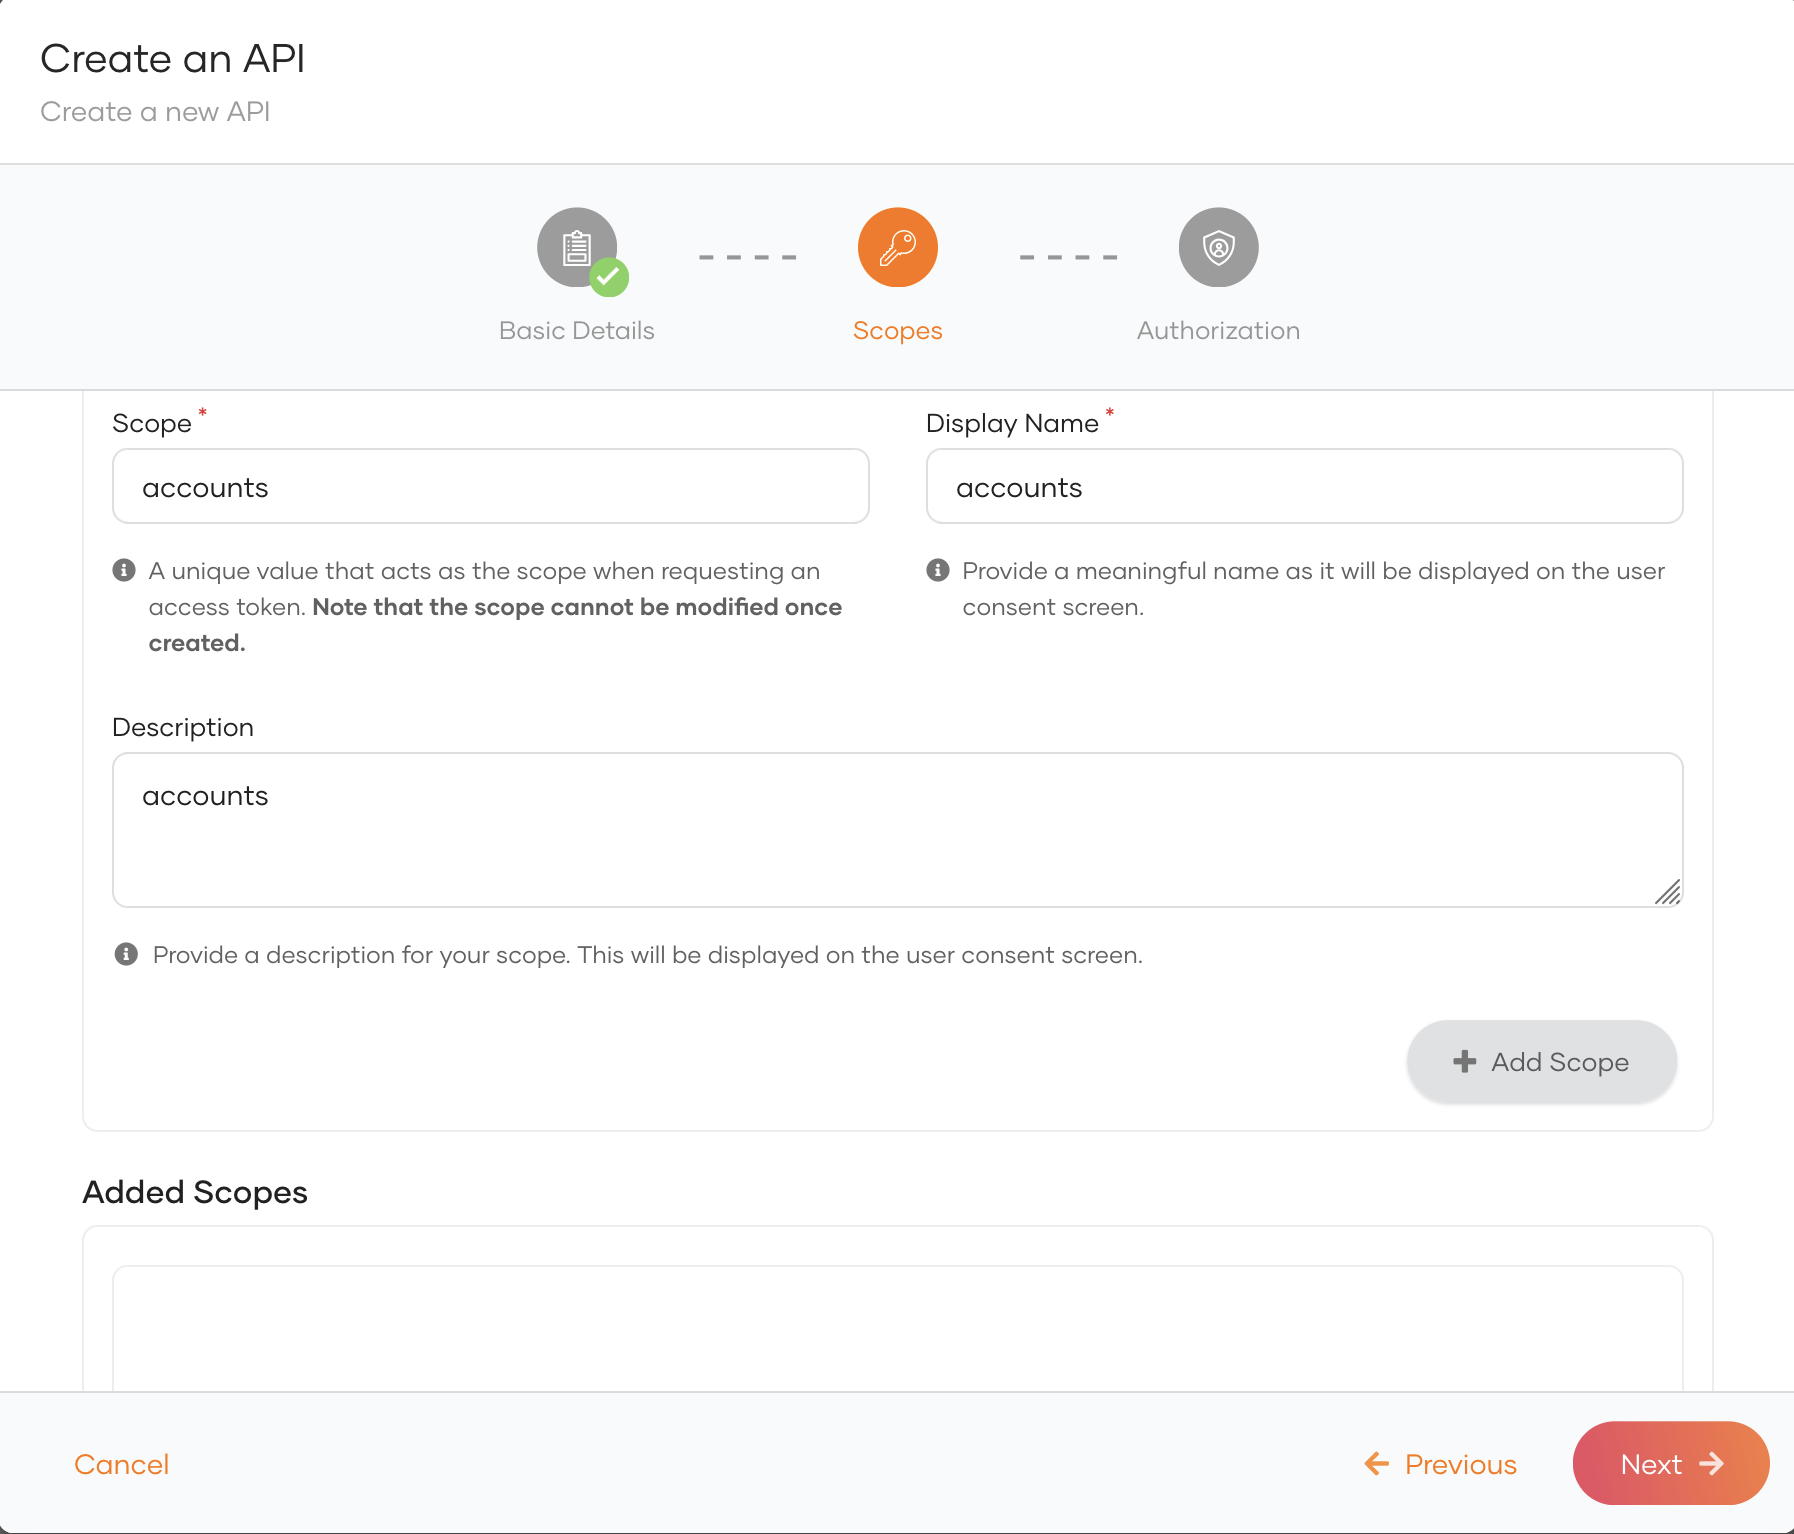 Create an API
Create a new API
Basic Details
Scopes
Authorization
Scope *
Display Name *
accounts
accounts
A unique value that acts as the scope when requesting an
access token. Note that the scope cannot be modified once
created.
Provide a meaningful name as it will be displayed on the user
consent screen.
Description
accounts
Provide a description for your scope. This will be displayed on the user consent screen.
Add Scope
Added Scopes
Cancel
Previous
Next